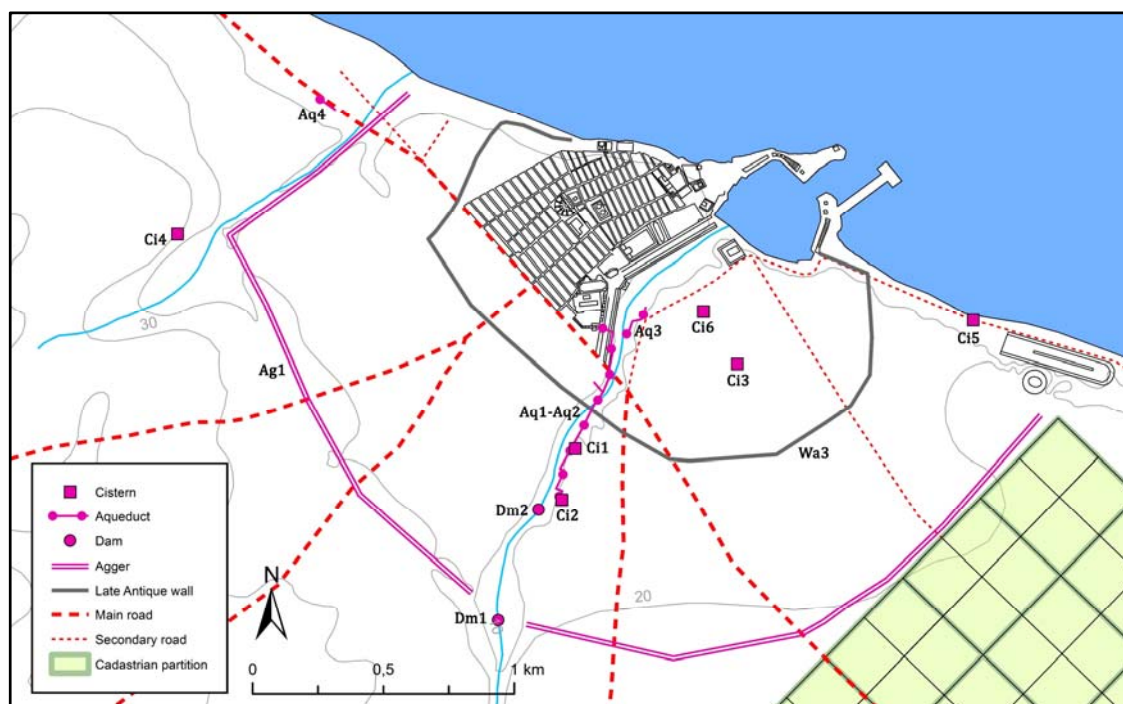 Aq4
Ci4
30
Ag1
Aq3
Ci6
Ci5
Ci3
Aq1-Aq2
Ci1
Wa3
Ci2
Dm2
20
Dm1
Cistern
Aqueduct
Dam
Agger
Late Antique wall
Main road
Secondary road
Cadastrian partition
N
0 0,5 1 km